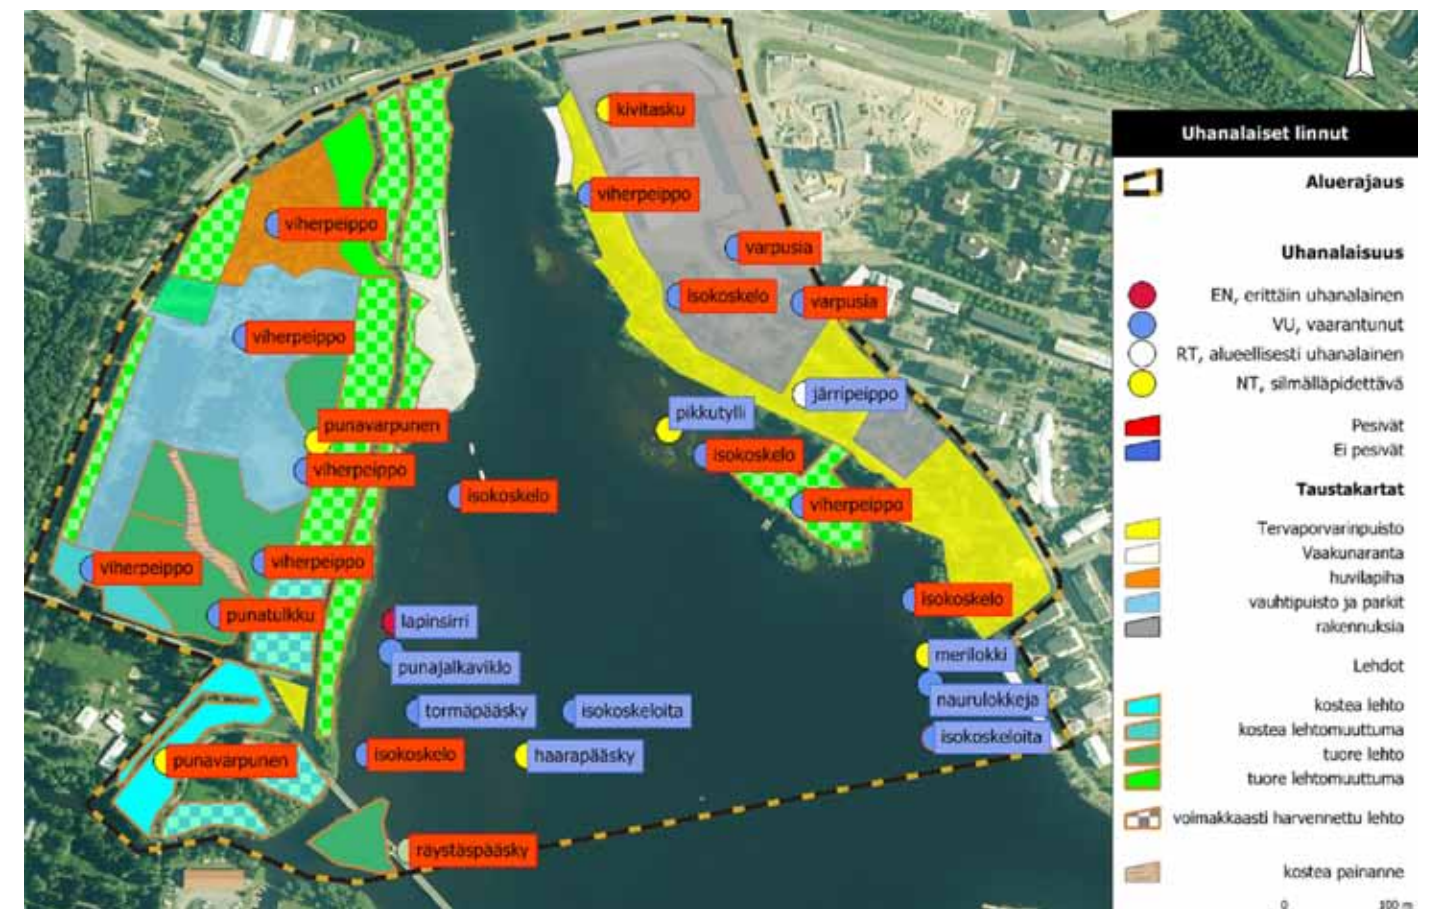 kivitasku
viherpeippo
viherpeippo
varpusia
isokoskelo
varpusia
viherpeippo
järripeippo
pikkutylli
punavarpunen
isokoskelo
viherpeippo
isokoskelo
viherpeippo
viherpeippo
viherpeippo
isokoskelo
punatulkku
lapinsirri
merilokki
punajalkaviklo
naurulokkeja
tormäpääsky
isokoskeloita
isokoskeloita
isokoskelo
haarapääsky
punavarpunen
räystäspääsky
Uhanalaiset linnut
Aluerajaus
Uhanalaisuus
EN, erittäin uhanalainen
VU, vaarantunut
RT, alueellisesti uhanalainen
NT, silmälläpidettävä
Pesivät
Ei pesivät
Taustakartat
Tervaporvarinpuisto
Vaakunaranta
huvilapiha
vauhtipuisto ja parkit
rakennuksia
Lehdot
kostea lehto
kostea lehtomuuttuma
tuore lehto
tuore lehtomuuttuma
voimakkaasti harvennettu lehto
kostea painanne
0 100 m